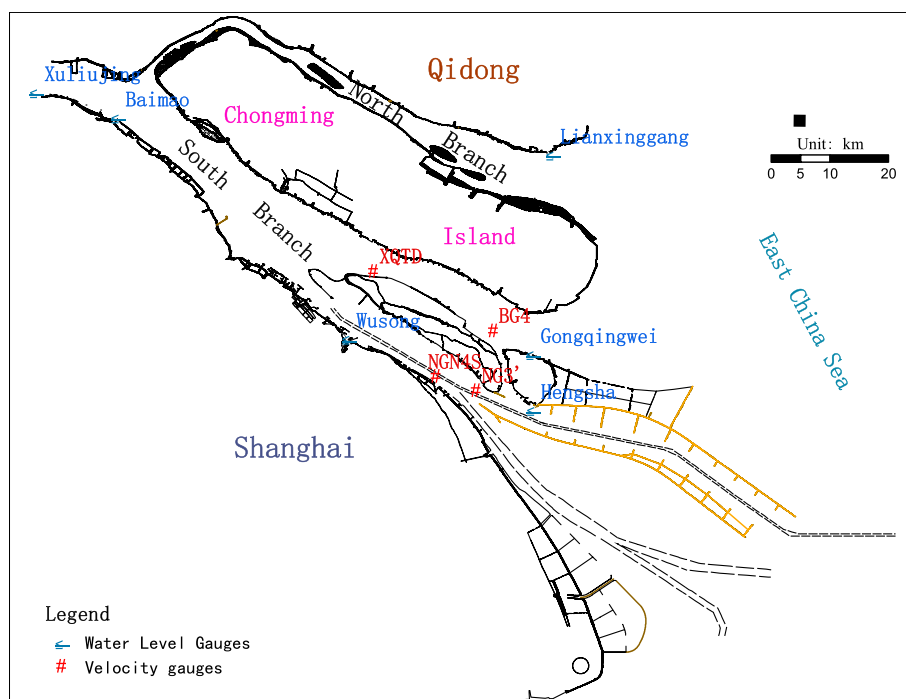 Qidong
Xuliujing
Baimao
North
Chongming
Lianxinggang
Unit: km
Branch
0 5 10 20
South
Branch
Island
East China Sea
XQTD
#
BG4
#
Wusong
Gongqingwei
NGN4S
#
NG3'
#
Hengsha
Shanghai
Legend
Water Level Gauges
# Velocity gauges